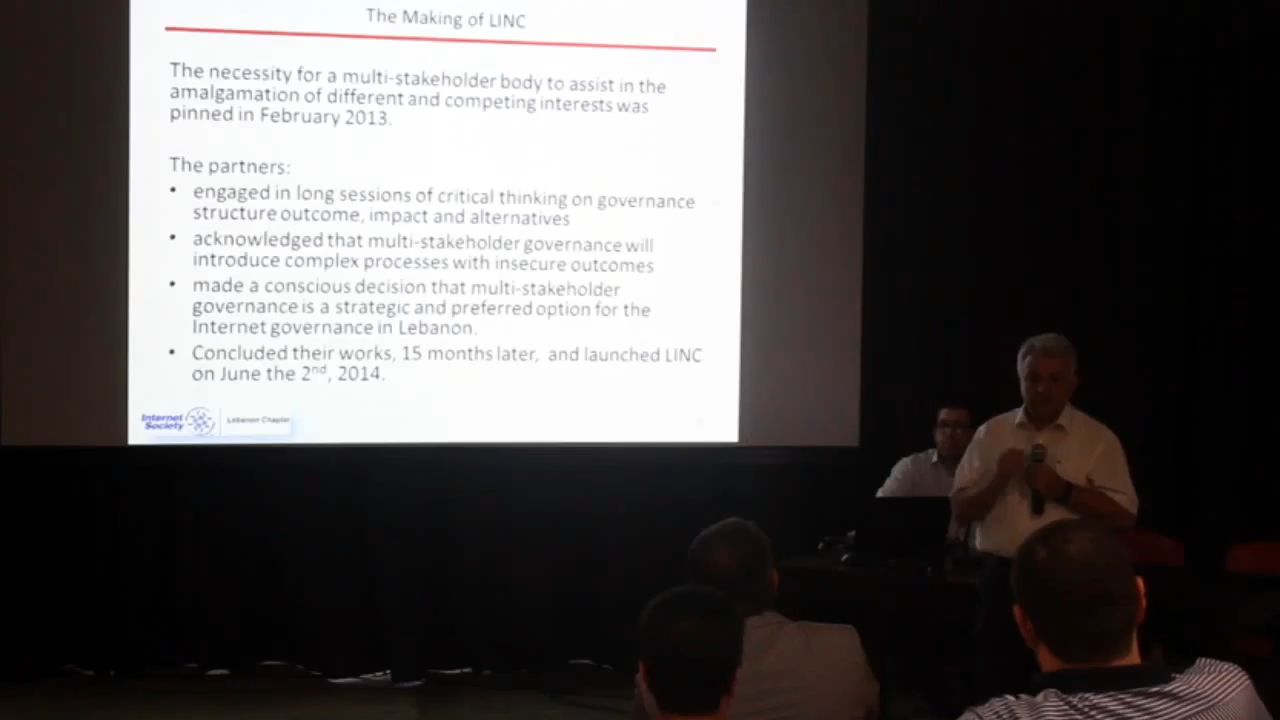 The Making of LINC
The necessity for a multi-stakeholder body to assist in the
amalgamation of different and competing interests was
pinned in February 2013.
The partners:
• engaged in long sessions of critical thinking on governance
structure outcome, impact and alternatives
• acknowledged that multi-stakeholder governance will
introduce complex processes with insecure outcomes
• made a conscious decision that multi-stakeholder
governance is a strategic and preferred option for the
Internet governance in Lebanon.
• Concluded their works, 15 months later, and launched LINC
on June the 2nd, 2014.
Internet
Society
Lebanon Chapter